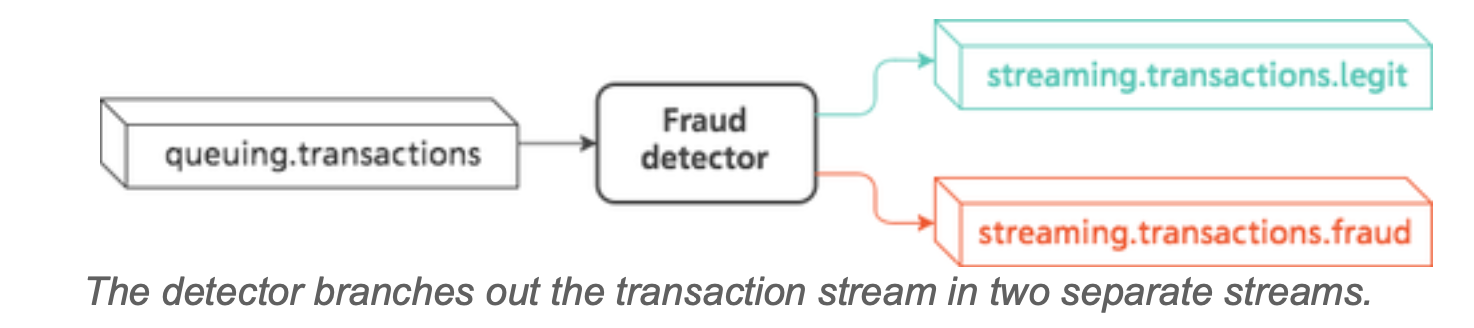 streaming.transactions.legit
queuing.transactions
Fraud
detector
streaming.transactions.fraud
The detector branches out the transaction stream in two separate streams.